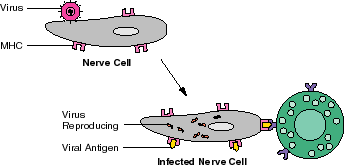 Virus
MHC
Nerve Cell
Virus
Reproducing
Viral Antigen
Infected Nerve Cell